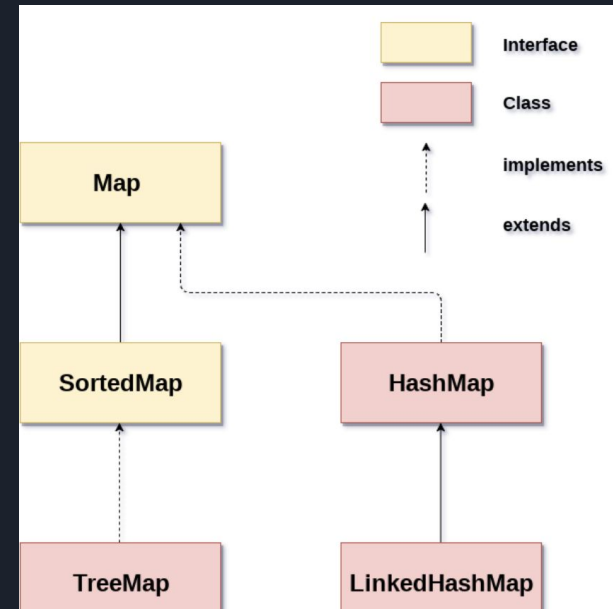 Interface
Class
implements
extends
Map
SortedMap
HashMap
TreeMap
LinkedHashMap